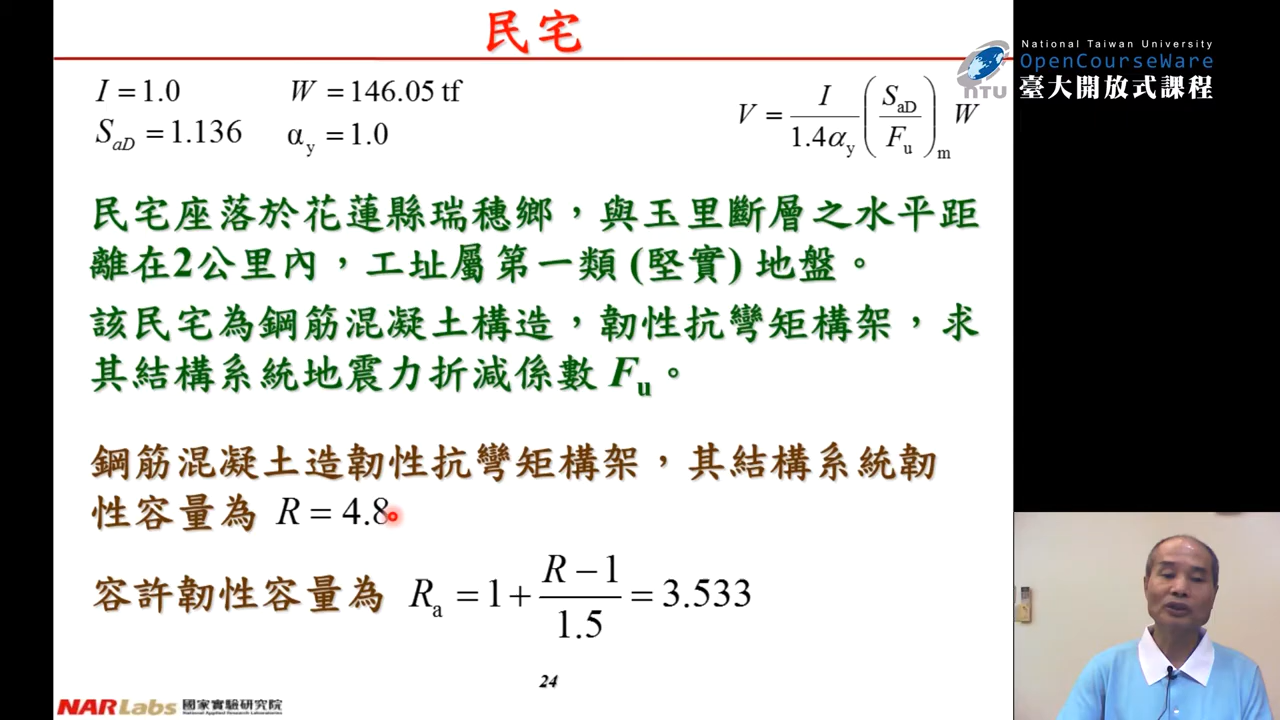 民宅
I = 1.0 W = 146.05 tf
S_aD = 1.136 α_y = 1.0
V = I / 1.4α_y (S_aD / F_u)_m W
National Taiwan University
OpenCourseWare
NTU 臺大開放式課程
民宅座落於花蓮縣瑞穗鄉，與玉里斷層之水平距
離在2公里內，工址屬第一類 (堅實) 地盤。
該民宅為鋼筋混凝土構造，韌性抗彎矩構架，求
其結構系統地震力折減係數 F_u。
鋼筋混凝土造韌性抗彎矩構架，其結構系統韌
性容量為 R = 4.8
容許韌性容量為 R_a = 1 + (R − 1) / 1.5 = 3.533
24
NARLabs 國家實驗研究院
National Applied Research Laboratories